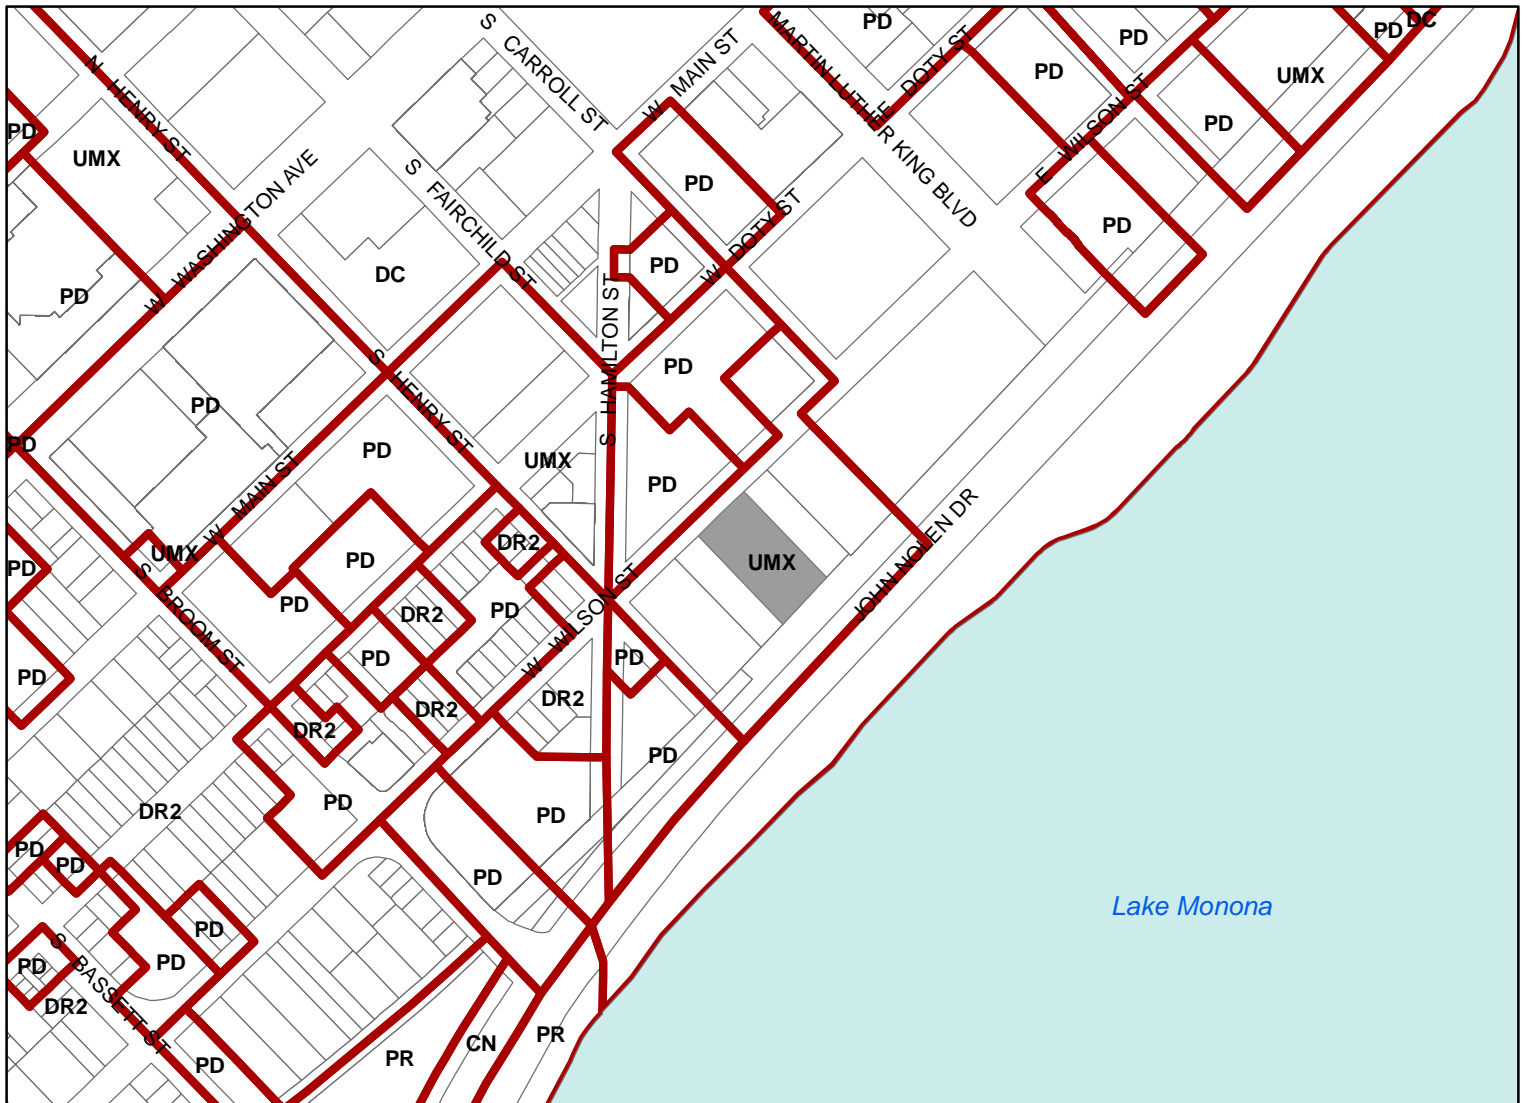 PD
DC
PD
PD
UMX
PD
PD
S CARROLL ST
W MAIN ST
MARTIN LUTHER KING BLVD
E DOTY ST
E WILSON ST
N HENRY ST
PD
UMX
S FAIRCHILD ST
PD
PD
W WASHINGTON AVE
W DOTY ST
PD
DC
PD
PD
S HENRY ST
S HAMILTON ST
PD
PD
PD
PD
UMX
PD
W MAIN ST
UMX
DR2
PD
PD
UMX
JOHN NOLEN DR
S BROOM ST
PD
DR2
PD
W WILSON ST
PD
PD
PD
DR2
DR2
DR2
PD
PD
DR2
PD
PD
PD
PD
Lake Monona
PD
PD
PD
S BASSETT ST
PD
DR2
PD
PR
CN
PR